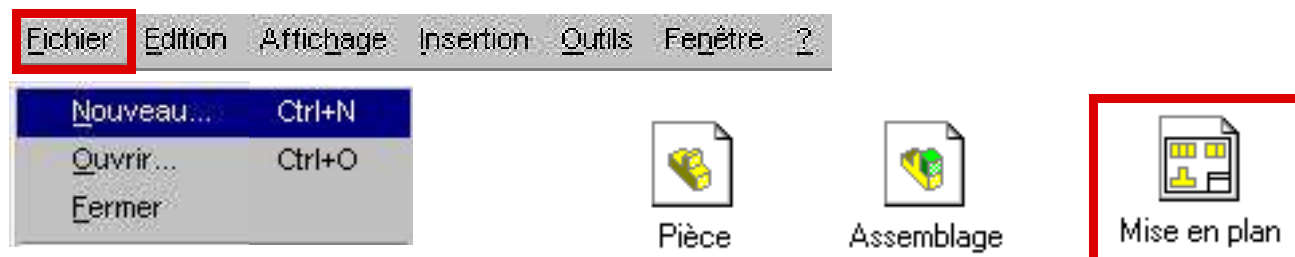 Fichier Edition Affichage Insertion Outils Fenêtre ?
Nouveau... Ctrl+N
Ouvrir... Ctrl+O
Fermer
Pièce Assemblage Mise en plan